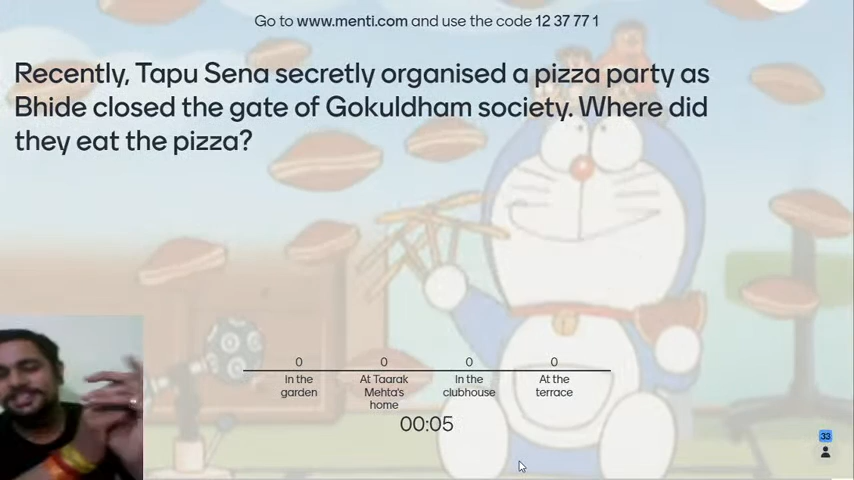 Go to www.menti.com and use the code 12 37 77 1
Recently, Tapu Sena secretly organised a pizza party as
Bhide closed the gate of Gokuldham society. Where did
they eat the pizza?
0 0 0 0
In the
garden
At Taarak
Mehta's
home
In the
clubhouse
At the
terrace
00:05
33